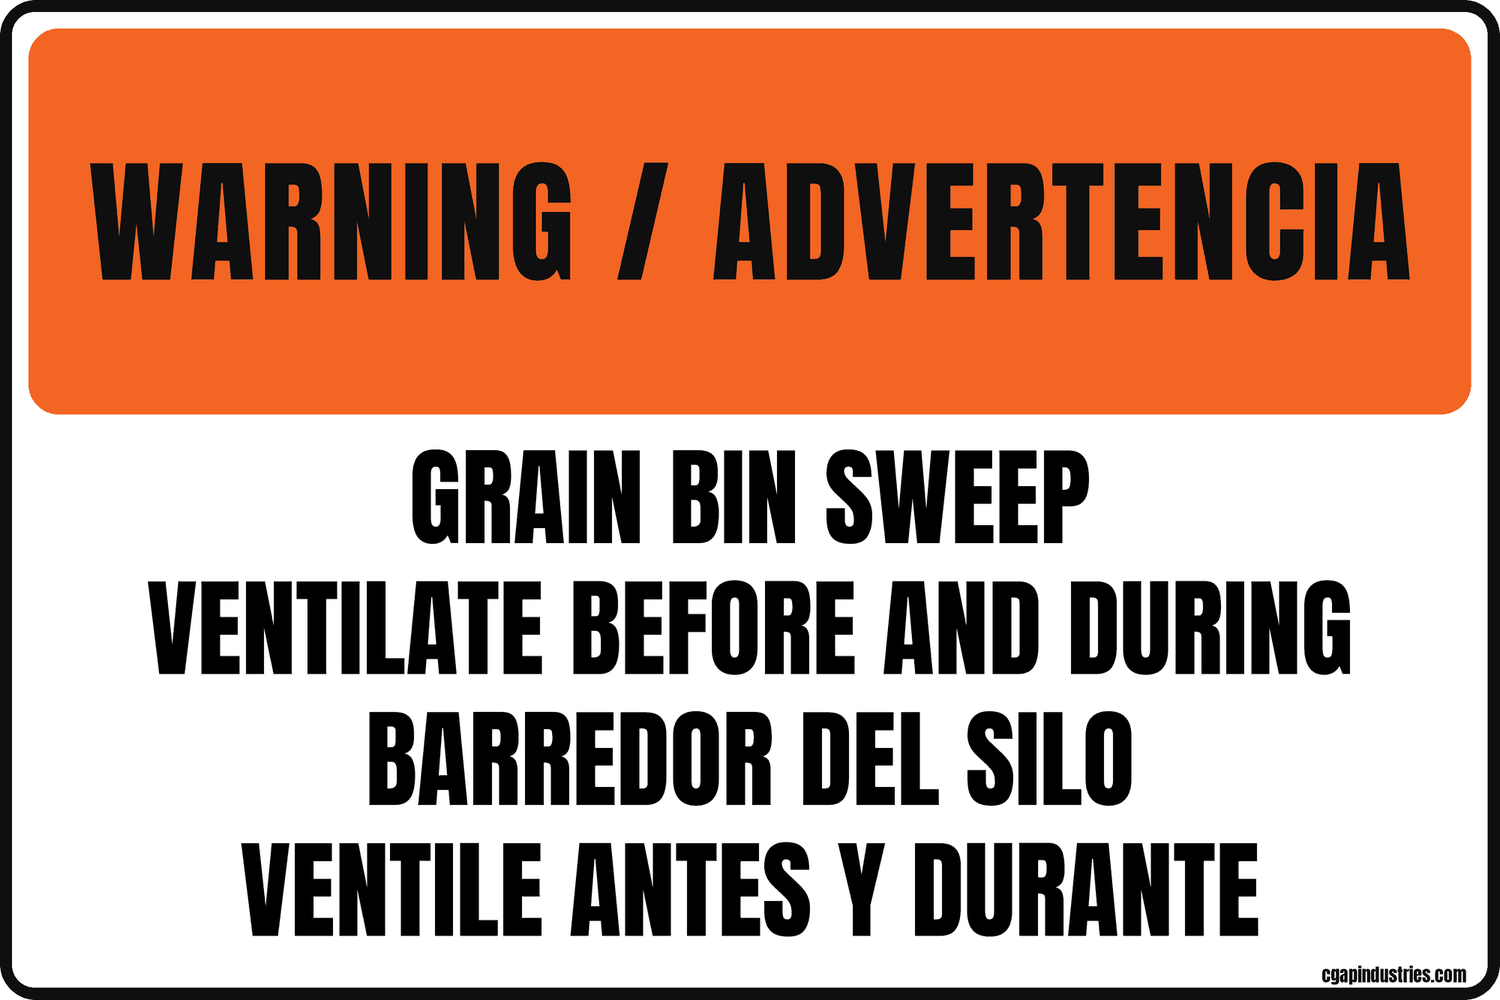 WARNING / ADVERTENCIA
GRAIN BIN SWEEP
VENTILATE BEFORE AND DURING
BARREDOR DEL SILO
VENTILE ANTES Y DURANTE
cgapindustries.com